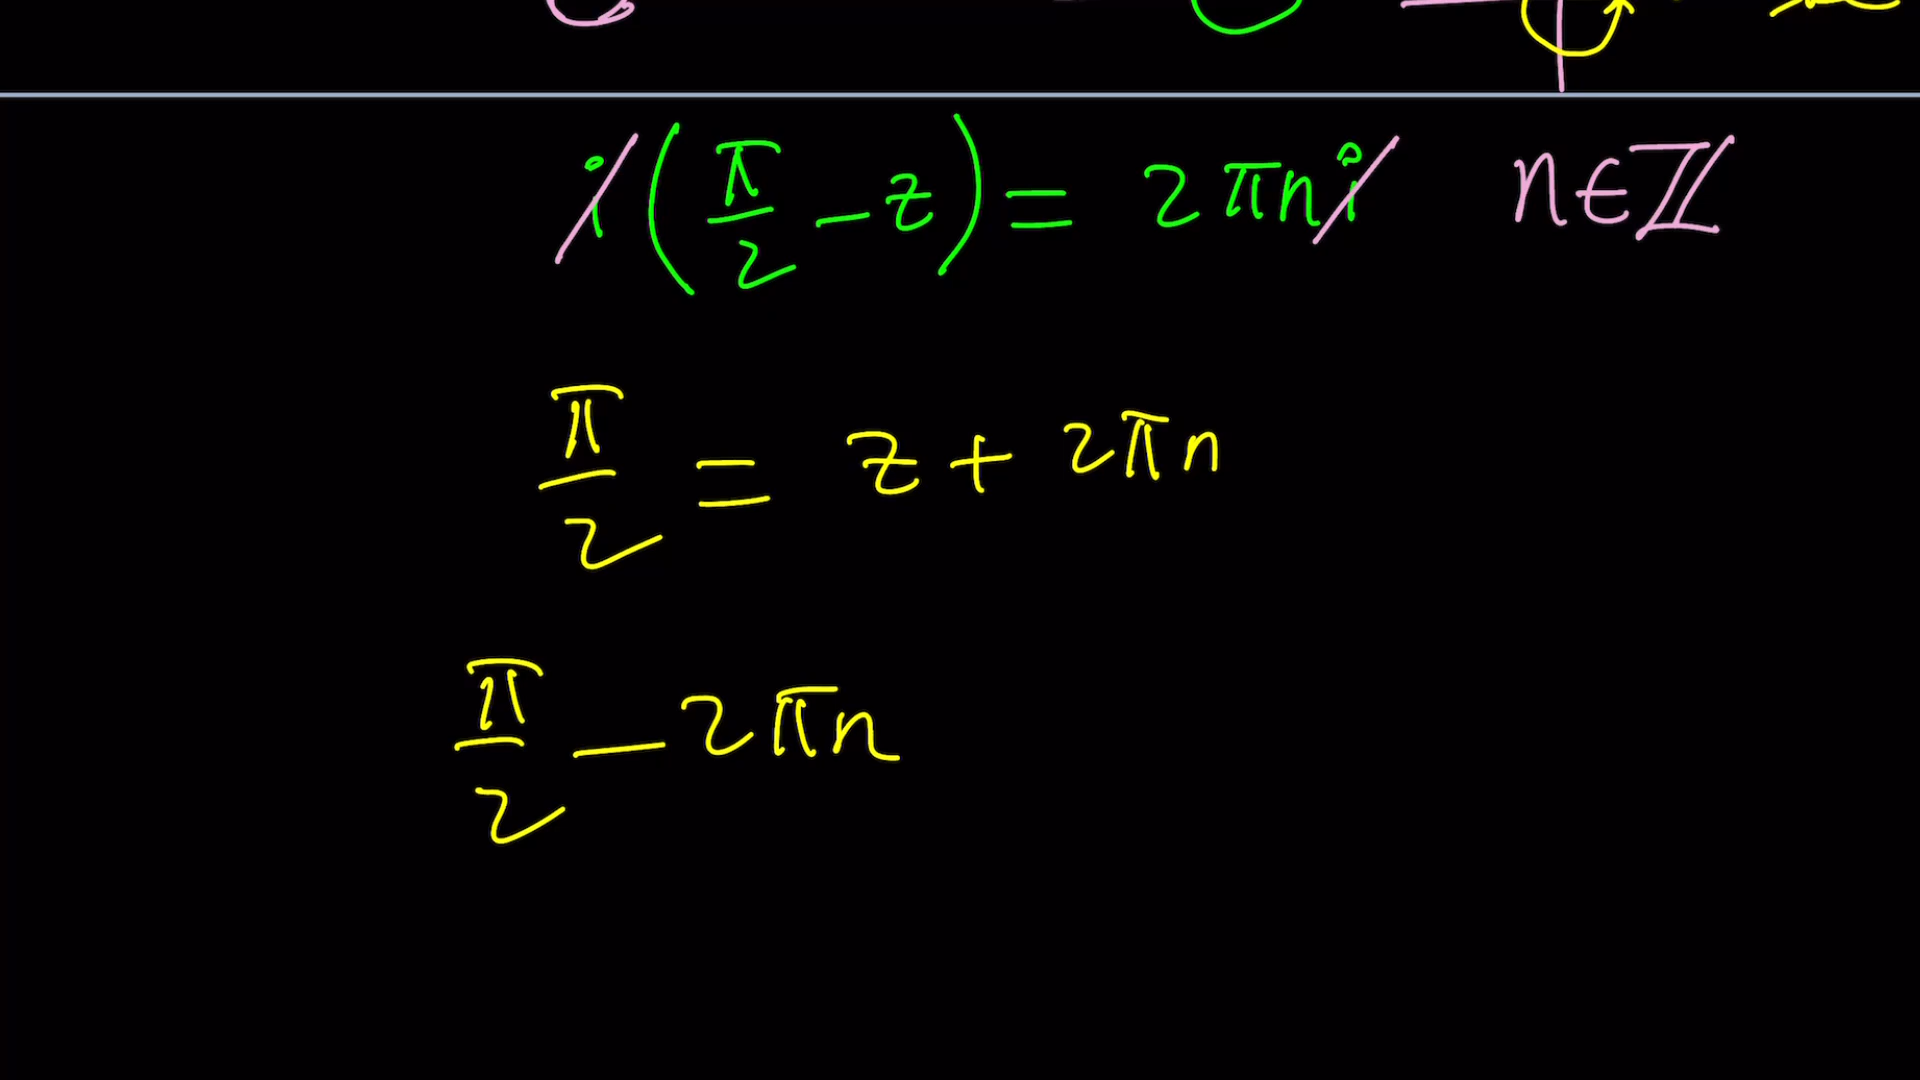 i(π/2 − z) = 2πni n∈ℤ
π/2 = z + 2πn
π/2 − 2πn